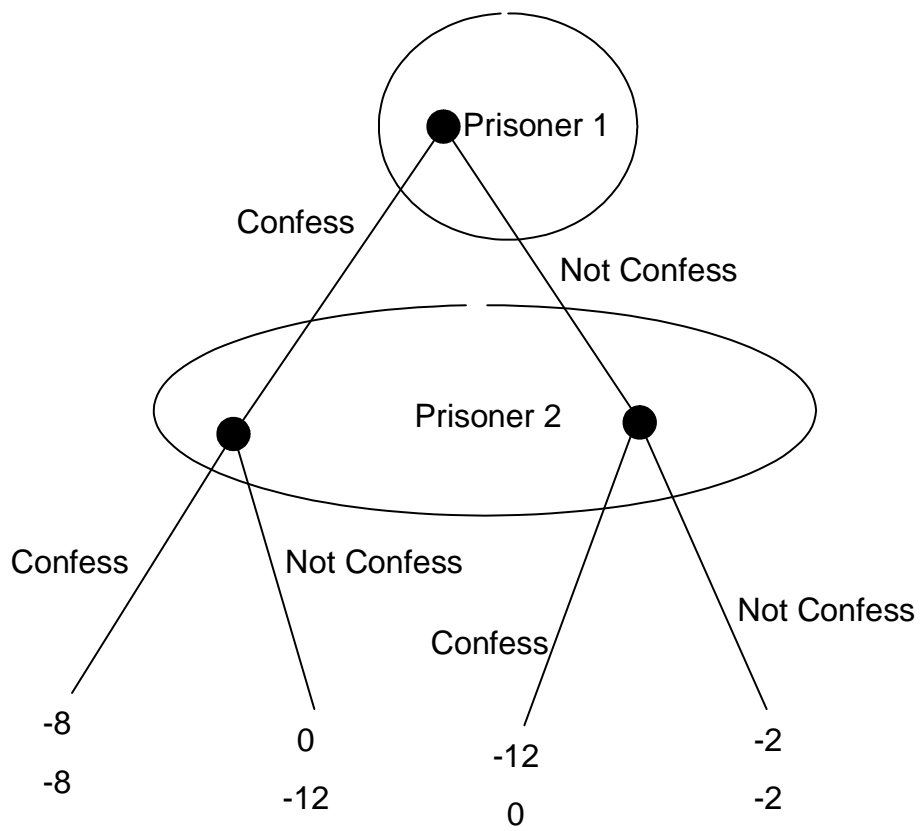 Prisoner 1
Confess
Not Confess
Prisoner 2
Confess
Not Confess
Confess
Not Confess
-8
0
-12
-2
-8
-12
0
-2